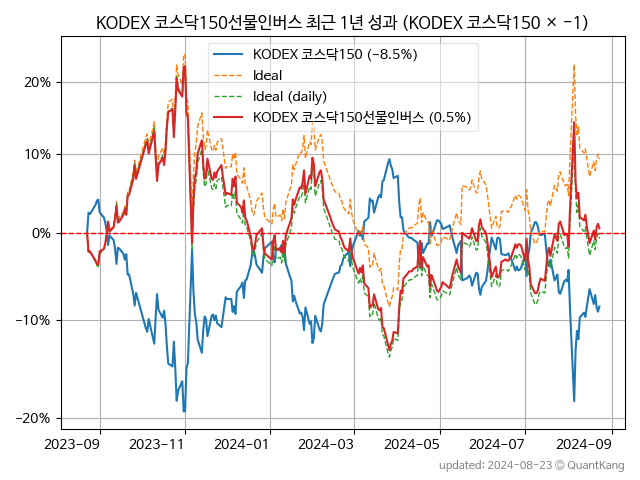 KODEX 코스닥150선물인버스 최근 1년 성과 (KODEX 코스닥150 × −1)
KODEX 코스닥150 (−8.5%)
Ideal
Ideal (daily)
KODEX 코스닥150선물인버스 (0.5%)
20%
10%
0%
−10%
−20%
2023-09
2023-11
2024-01
2024-03
2024-05
2024-07
2024-09
updated: 2024-08-23 © QuantKang